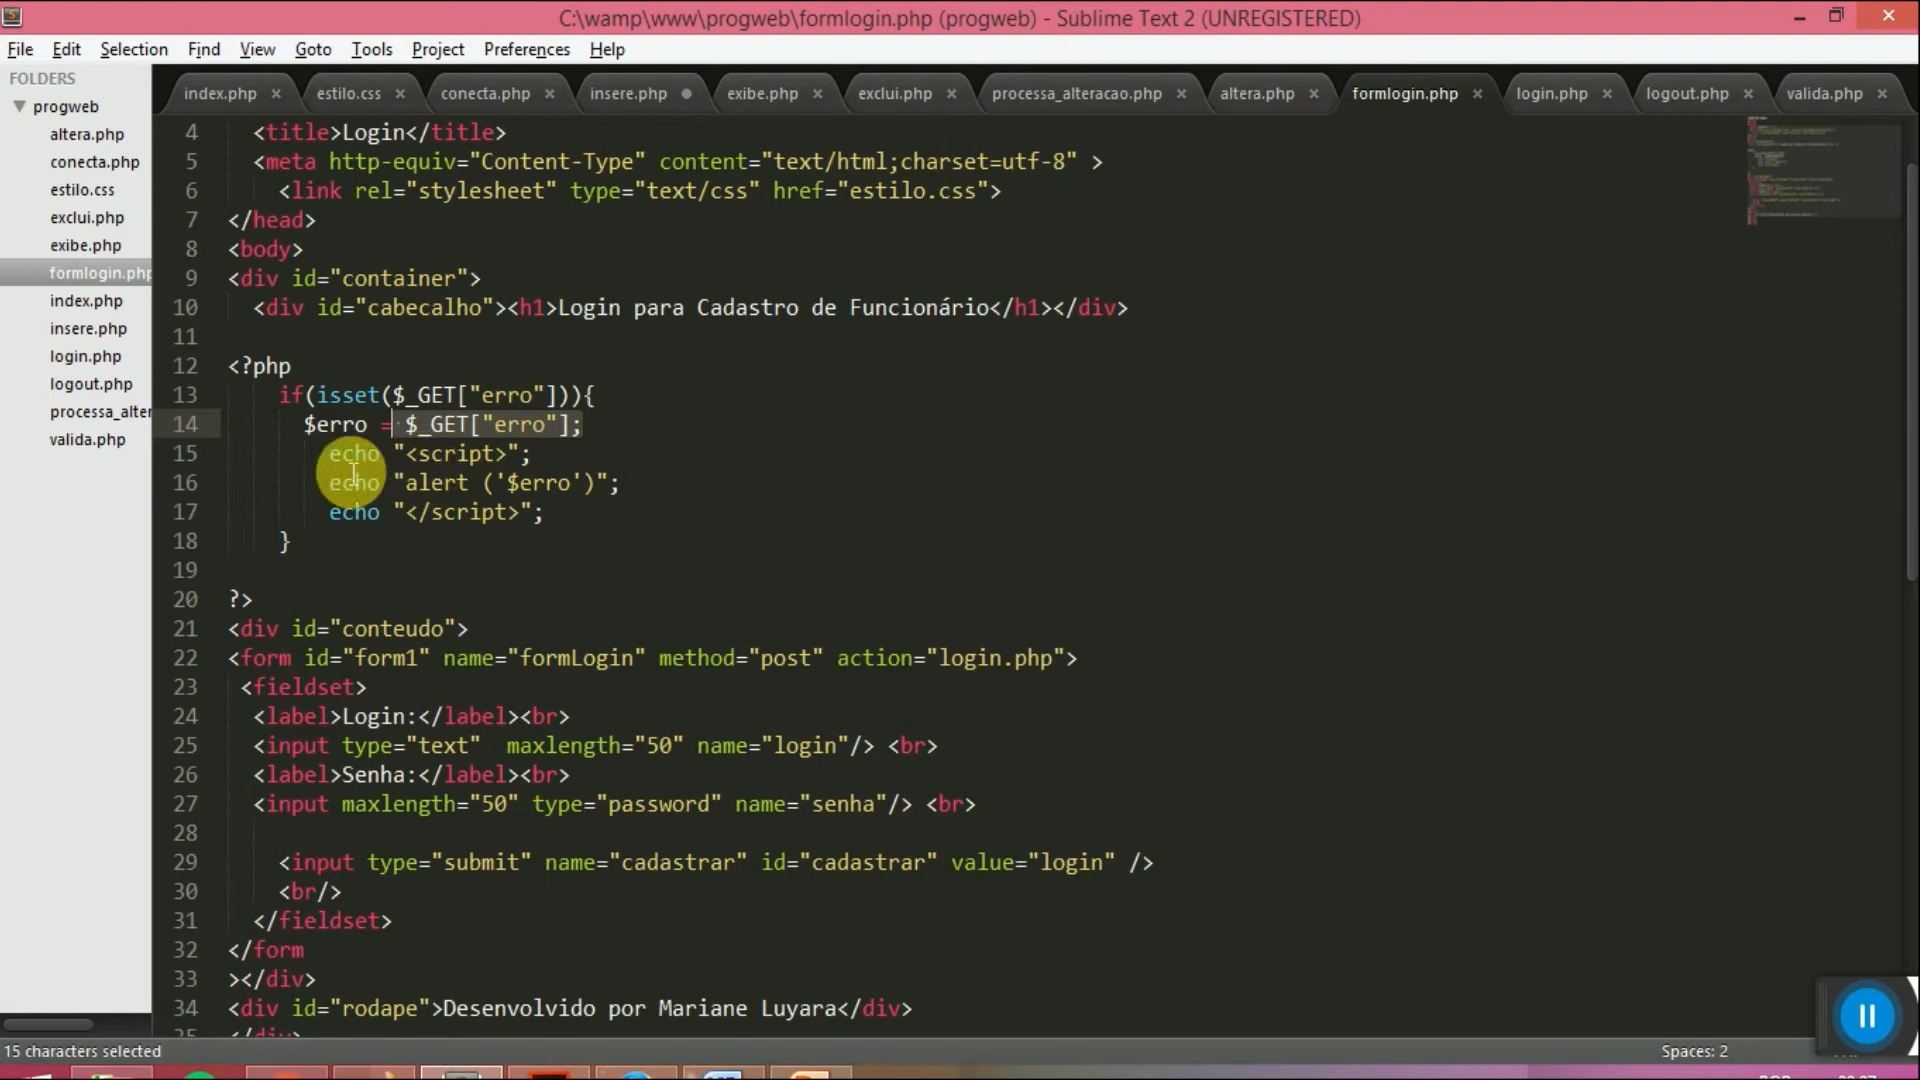 C:\wamp\www\progweb\formlogin.php (progweb) - Sublime Text 2 (UNREGISTERED)
File Edit Selection Find View Goto Tools Project Preferences Help
FOLDERS
progweb
altera.php
conecta.php
estilo.css
exclui.php
exibe.php
formlogin.php
index.php
insere.php
login.php
logout.php
processa_alter
valida.php
index.php × estilo.css × conecta.php × insere.php exibe.php × exclui.php × processa_alteracao.php × altera.php × formlogin.php × login.php × logout.php × valida.php ×
4 <title>Login</title>
5 <meta http-equiv="Content-Type" content="text/html;charset=utf-8" >
6 <link rel="stylesheet" type="text/css" href="estilo.css">
7 </head>
8 <body>
9 <div id="container">
10 <div id="cabecalho"><h1>Login para Cadastro de Funcionário</h1></div>
11
12 <?php
13 if(isset($_GET["erro"])){
14 $erro = $_GET["erro"];
15 echo "<script>";
16 echo "alert ('$erro')";
17 echo "</script>";
18 }
19
20 ?>
21 <div id="conteudo">
22 <form id="form1" name="formLogin" method="post" action="login.php">
23 <fieldset>
24 <label>Login:</label><br>
25 <input type="text"  maxlength="50" name="login"/> <br>
26 <label>Senha:</label><br>
27 <input maxlength="50" type="password" name="senha"/> <br>
28
29 <input type="submit" name="cadastrar" id="cadastrar" value="login" />
30 <br/>
31 </fieldset>
32 </form
33 ></div>
34 <div id="rodape">Desenvolvido por Mariane Luyara</div>
35 </div>
15 characters selected
Spaces: 2